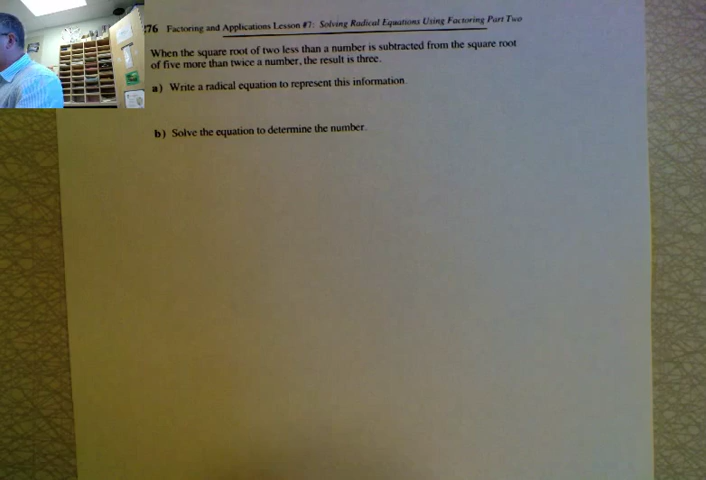 276 Factoring and Applications Lesson #7: Solving Radical Equations Using Factoring Part Two
When the square root of two less than a number is subtracted from the square root
of five more than twice a number, the result is three.
a) Write a radical equation to represent this information.
b) Solve the equation to determine the number.